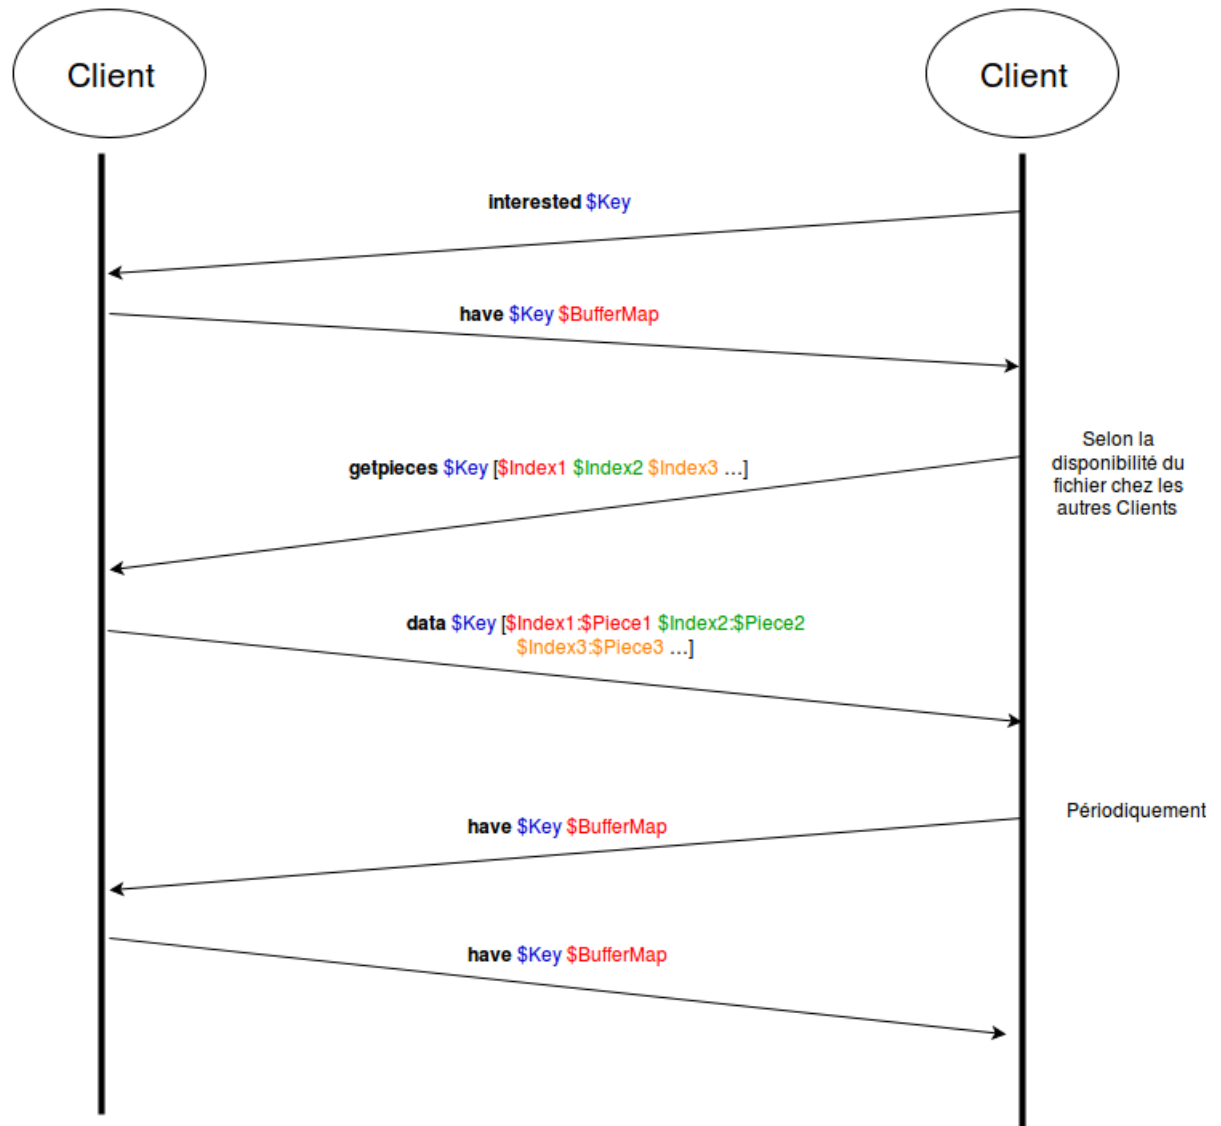 Client
Client
interested $Key
have $Key $BufferMap
Selon la
disponibilité du
fichier chez les
autres Clients
getpieces $Key [$Index1 $Index2 $Index3 ...]
data $Key [$Index1:$Piece1 $Index2:$Piece2
$Index3:$Piece3 ...]
Périodiquement
have $Key $BufferMap
have $Key $BufferMap